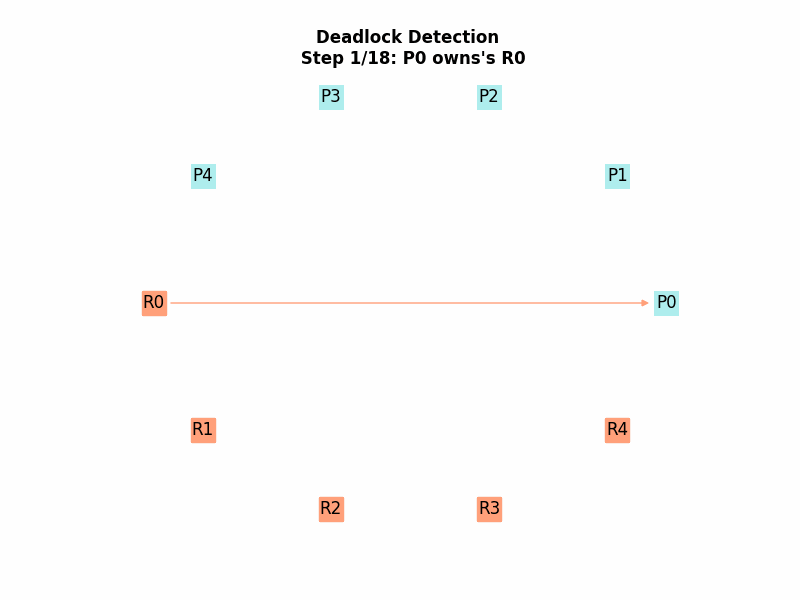 Deadlock Detection
Step 1/18: P0 owns's R0
P3 P2
P4 P1
R0 P0
R1 R4
R2 R3